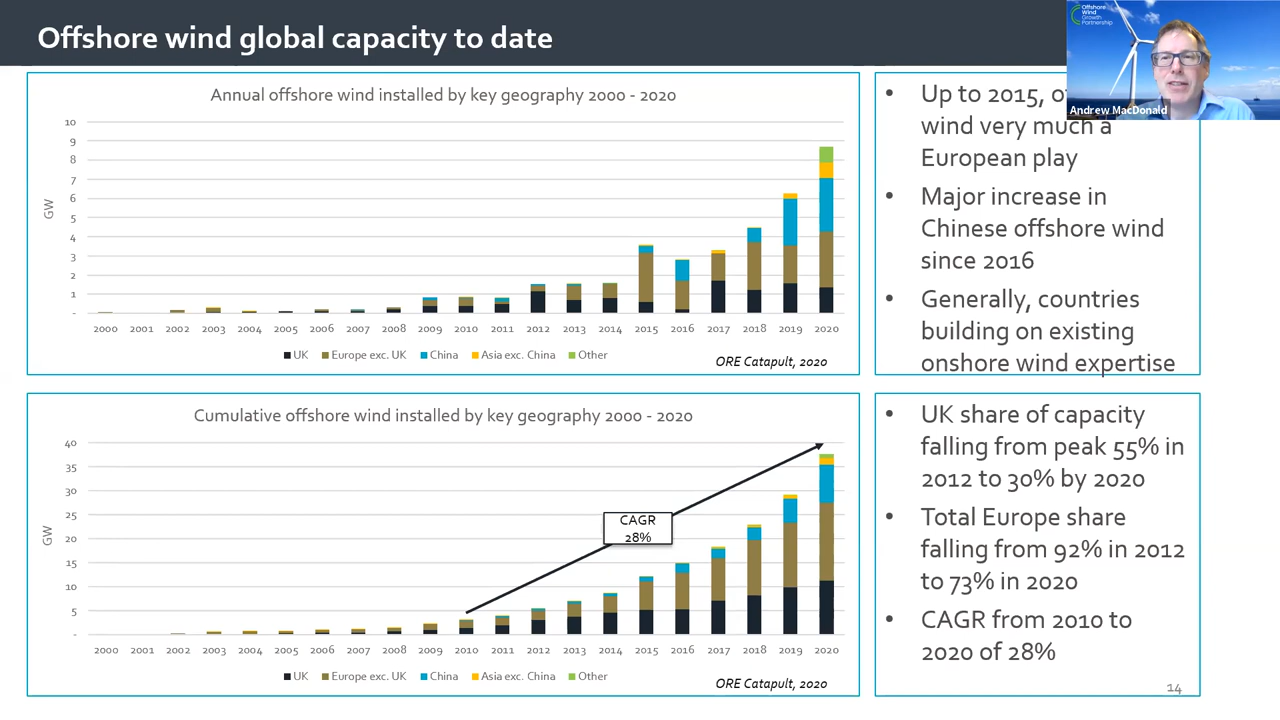 Offshore wind global capacity to date
Offshore
Wind
Growth
Partnership
Andrew MacDonald
Annual offshore wind installed by key geography 2000 - 2020
10
9
8
7
6
5
4
3
2
1
-
GW
2000 2001 2002 2003 2004 2005 2006 2007 2008 2009 2010 2011 2012 2013 2014 2015 2016 2017 2018 2019 2020
UK Europe exc. UK China Asia exc. China Other
ORE Catapult, 2020
• Up to 2015,
wind very much a
European play
• Major increase in
Chinese offshore wind
since 2016
• Generally, countries
building on existing
onshore wind expertise
Cumulative offshore wind installed by key geography 2000 - 2020
40
35
30
25
20
15
10
5
-
GW
CAGR
28%
2000 2001 2002 2003 2004 2005 2006 2007 2008 2009 2010 2011 2012 2013 2014 2015 2016 2017 2018 2019 2020
UK Europe exc. UK China Asia exc. China Other
ORE Catapult, 2020
• UK share of capacity
falling from peak 55% in
2012 to 30% by 2020
• Total Europe share
falling from 92% in 2012
to 73% in 2020
• CAGR from 2010 to
2020 of 28%
14